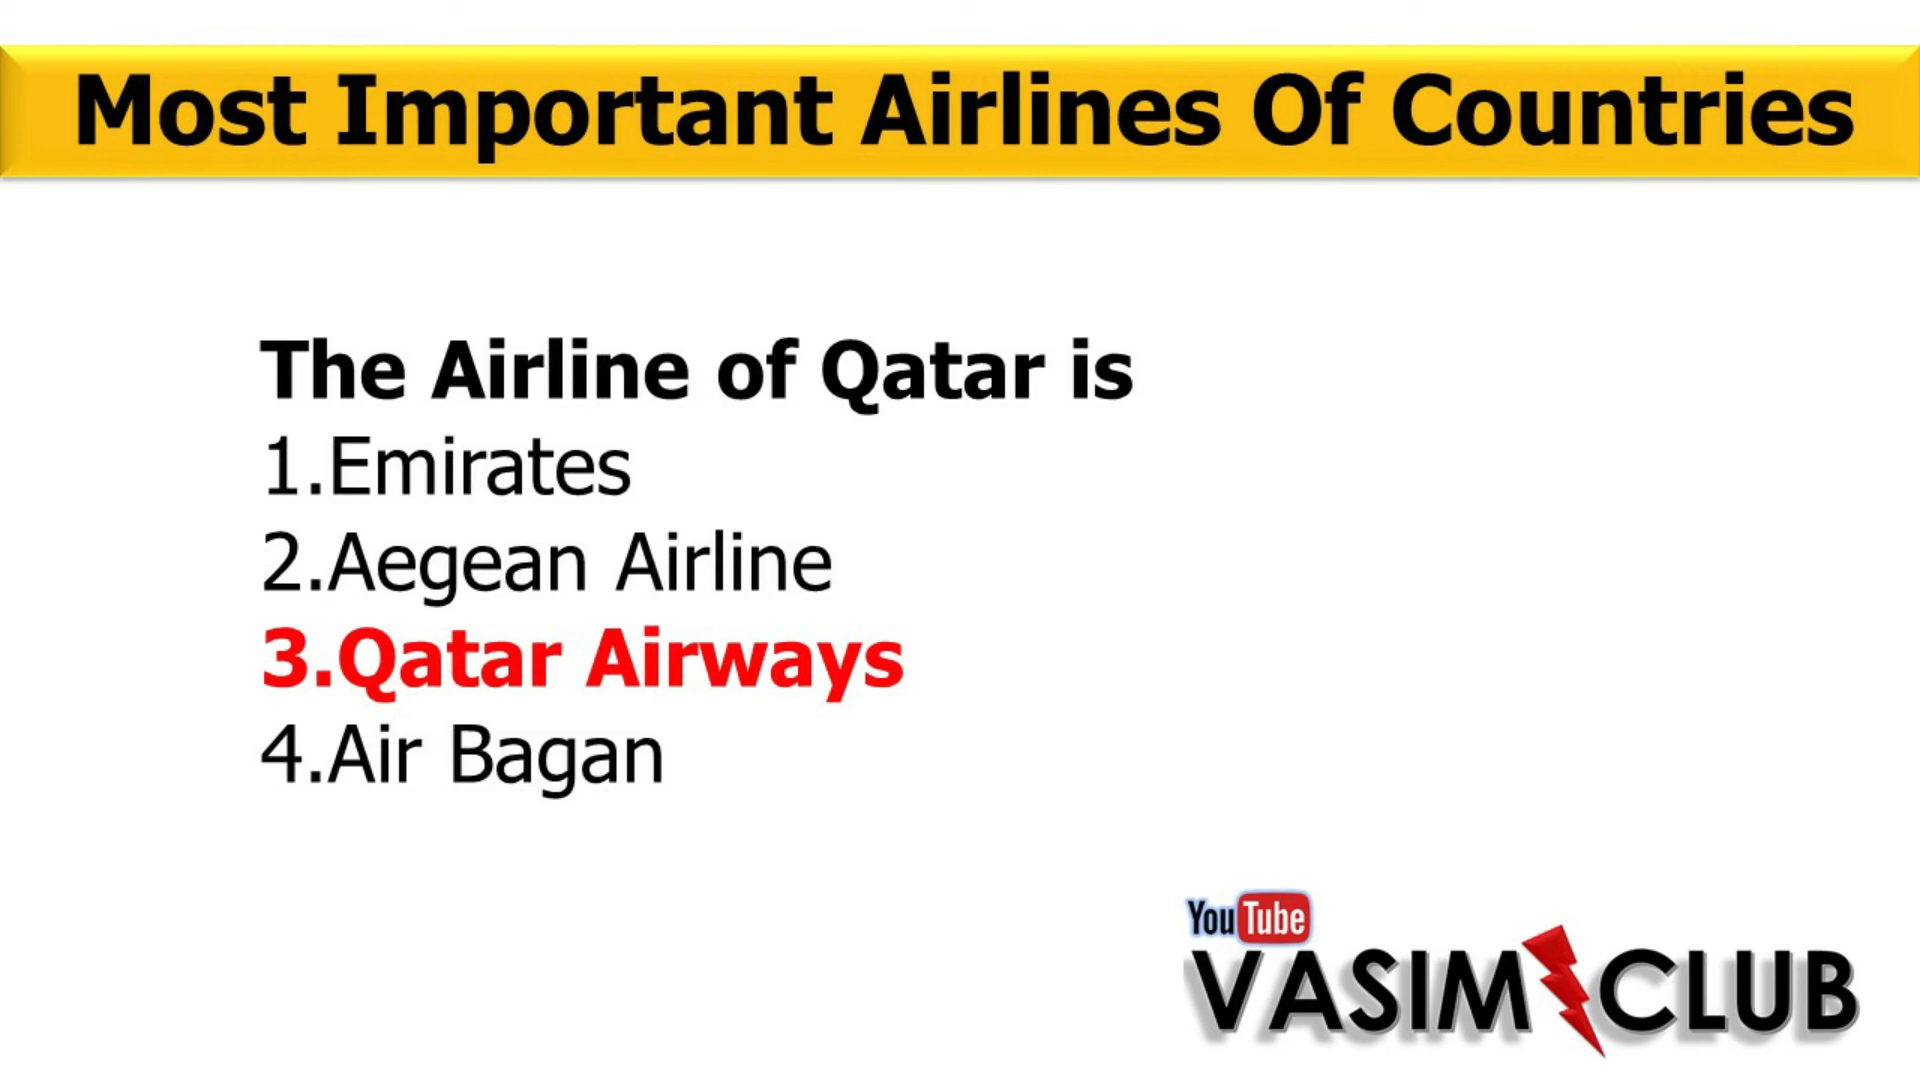 Most Important Airlines Of Countries
The Airline of Qatar is
1.Emirates
2.Aegean Airline
3.Qatar Airways
4.Air Bagan
YouTube
VASIM CLUB